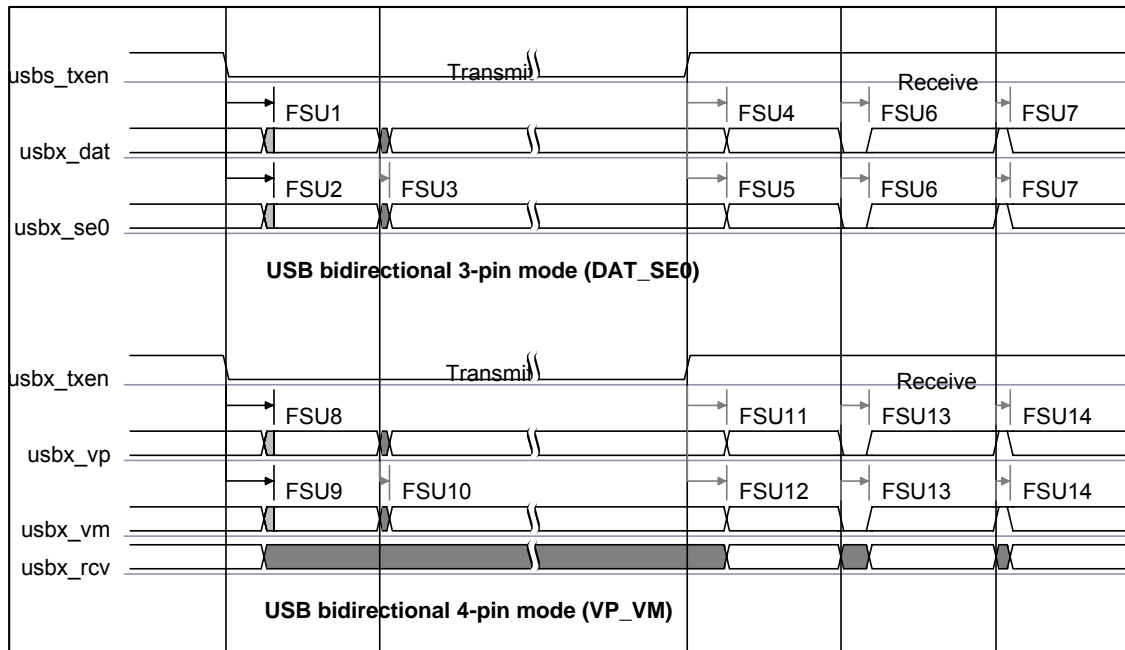 usbs_txen
Transmit
Receive
FSU1
FSU4
FSU6
FSU7
usbx_dat
FSU2
FSU3
FSU5
FSU6
FSU7
usbx_se0
USB bidirectional 3-pin mode (DAT_SE0)
usbx_txen
Transmit
Receive
FSU8
FSU11
FSU13
FSU14
usbx_vp
FSU9
FSU10
FSU12
FSU13
FSU14
usbx_vm
usbx_rcv
USB bidirectional 4-pin mode (VP_VM)